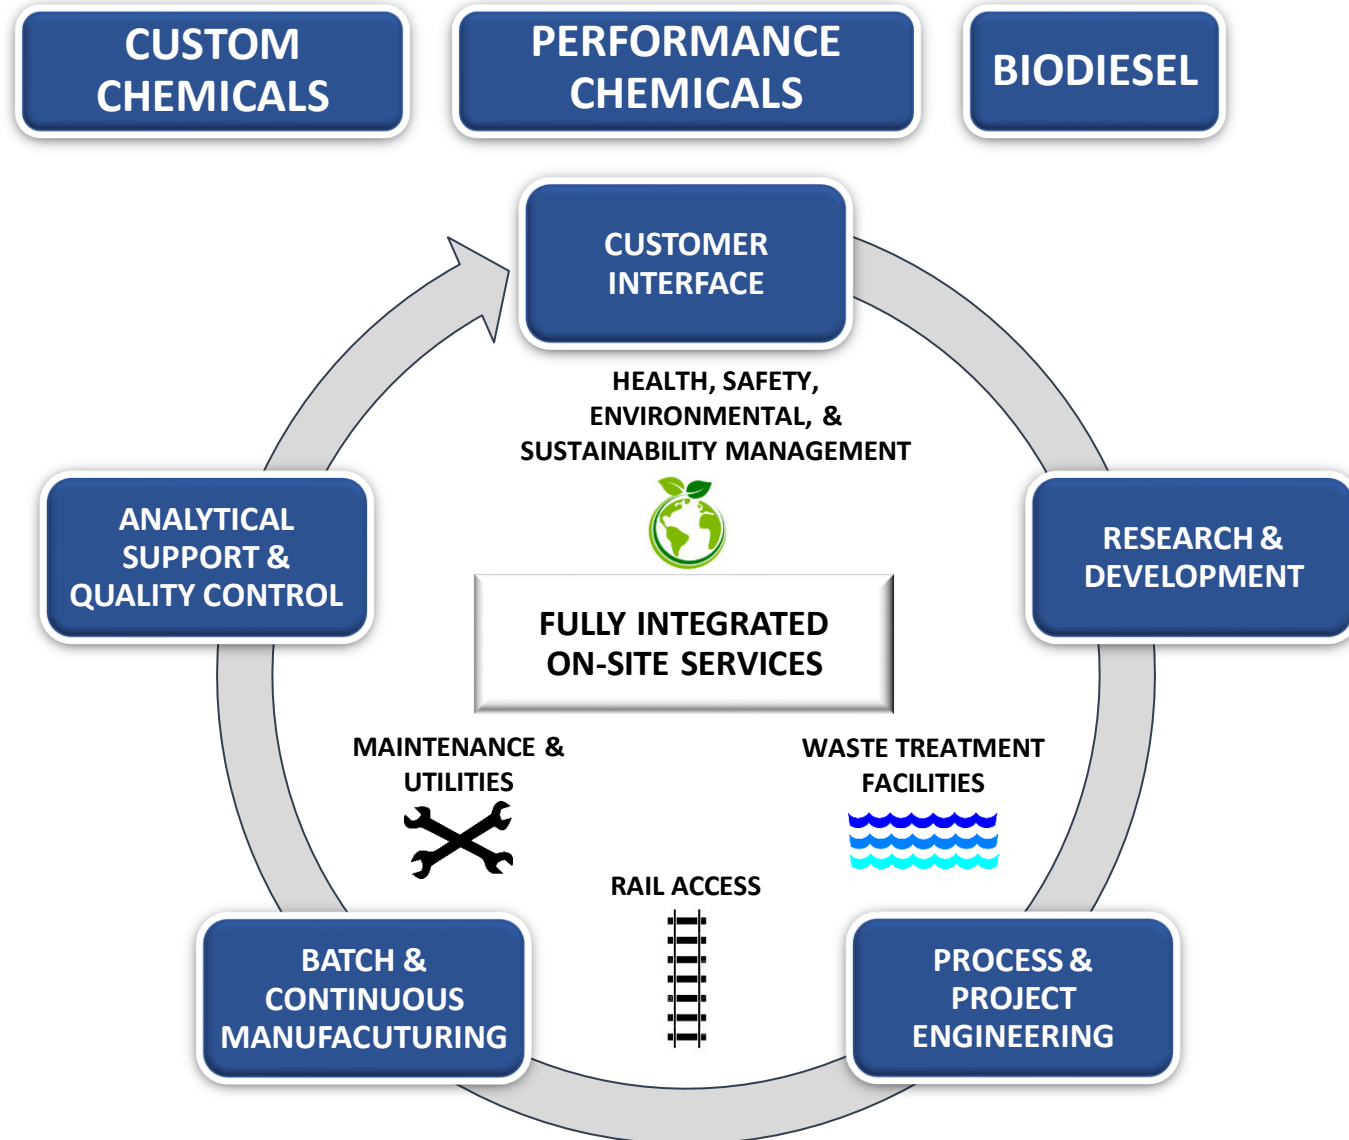 CUSTOM
CHEMICALS
PERFORMANCE
CHEMICALS
BIODIESEL
CUSTOMER
INTERFACE
HEALTH, SAFETY,
ENVIRONMENTAL, &
SUSTAINABILITY MANAGEMENT
ANALYTICAL
SUPPORT &
QUALITY CONTROL
RESEARCH &
DEVELOPMENT
FULLY INTEGRATED
ON-SITE SERVICES
MAINTENANCE &
UTILITIES
WASTE TREATMENT
FACILITIES
RAIL ACCESS
BATCH &
CONTINUOUS
MANUFACUTURING
PROCESS &
PROJECT
ENGINEERING